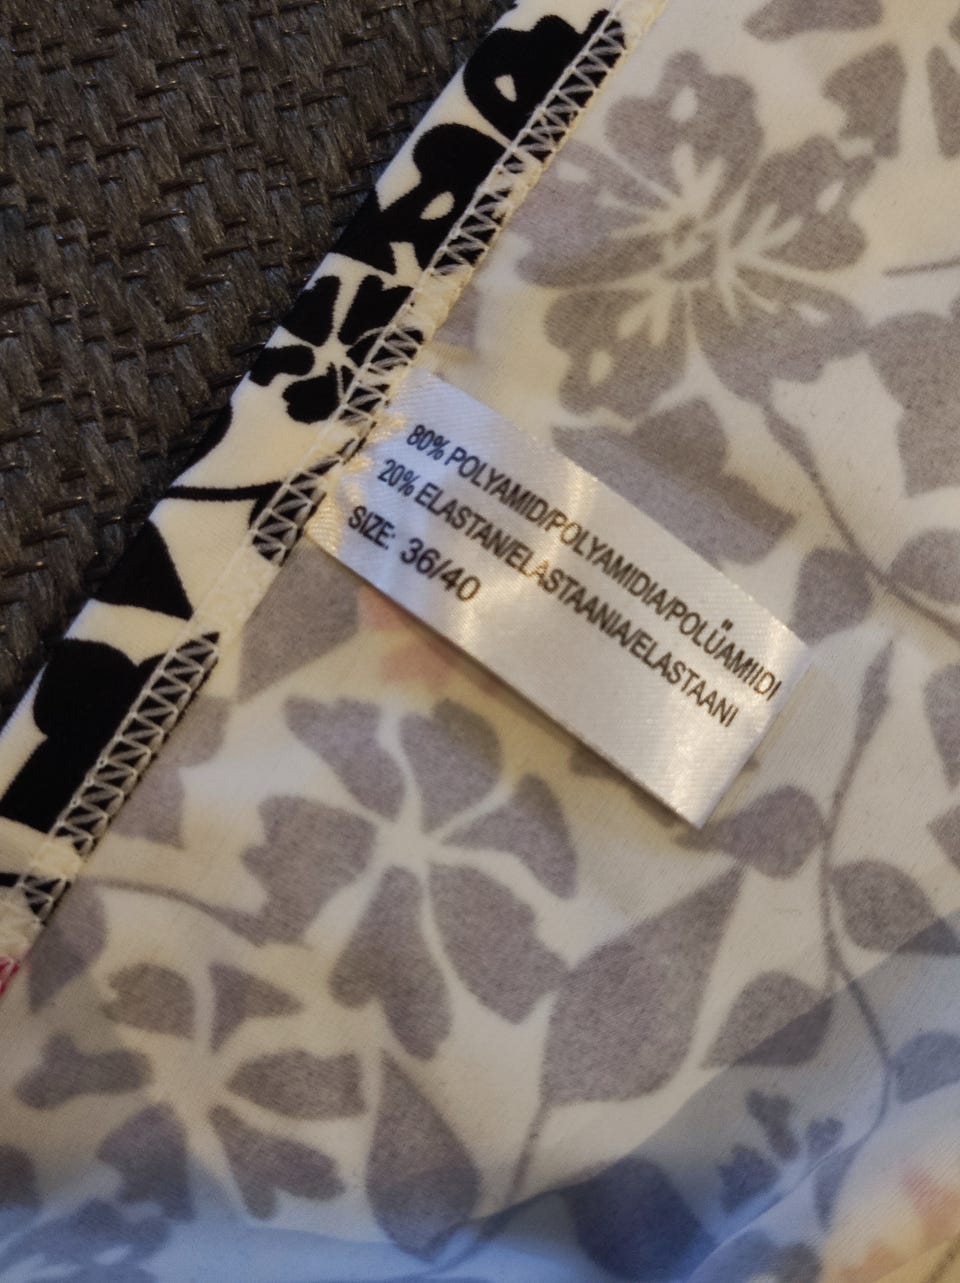 80% POLYAMID/POLYAMIDIA/POLÜAMIIDI
20% ELASTAN/ELASTAANIA/ELASTAANI
SIZE: 36/40